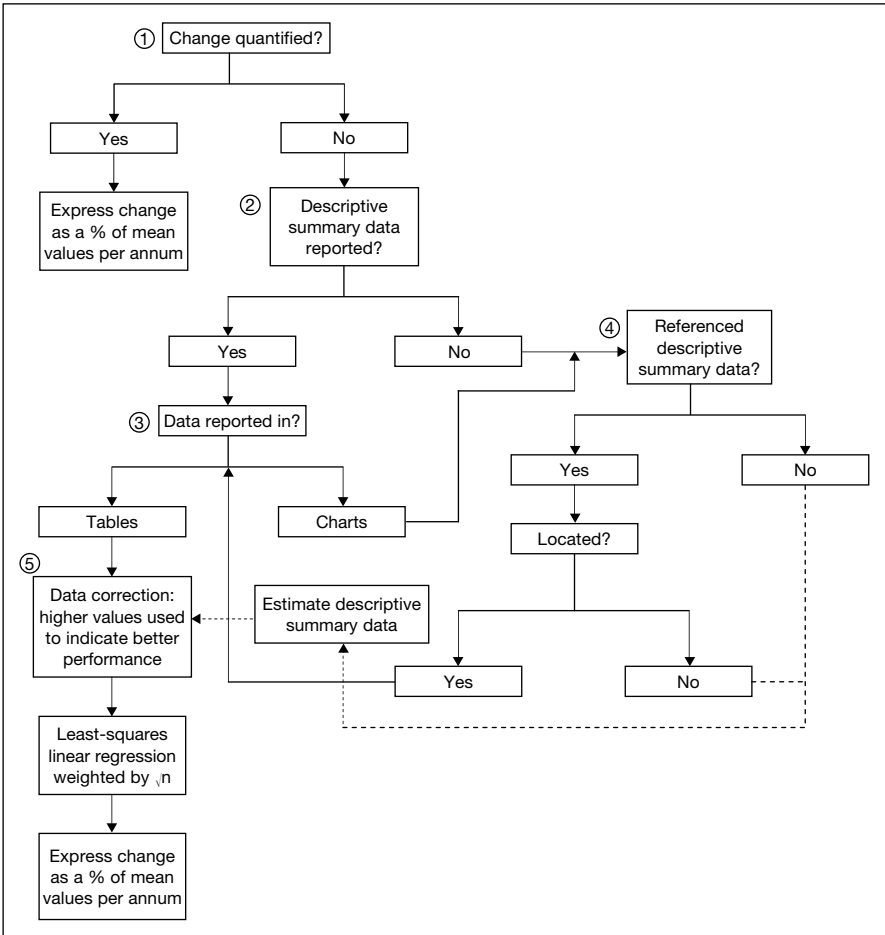 ① Change quantified?
Yes
No
Express change
as a % of mean
values per annum
② Descriptive
summary data
reported?
Yes
No
④ Referenced
descriptive
summary data?
③ Data reported in?
Yes
No
Tables
Charts
Located?
⑤
Data correction:
higher values used
to indicate better
performance
Estimate descriptive
summary data
Yes
No
Least-squares
linear regression
weighted by √n
Express change
as a % of mean
values per annum